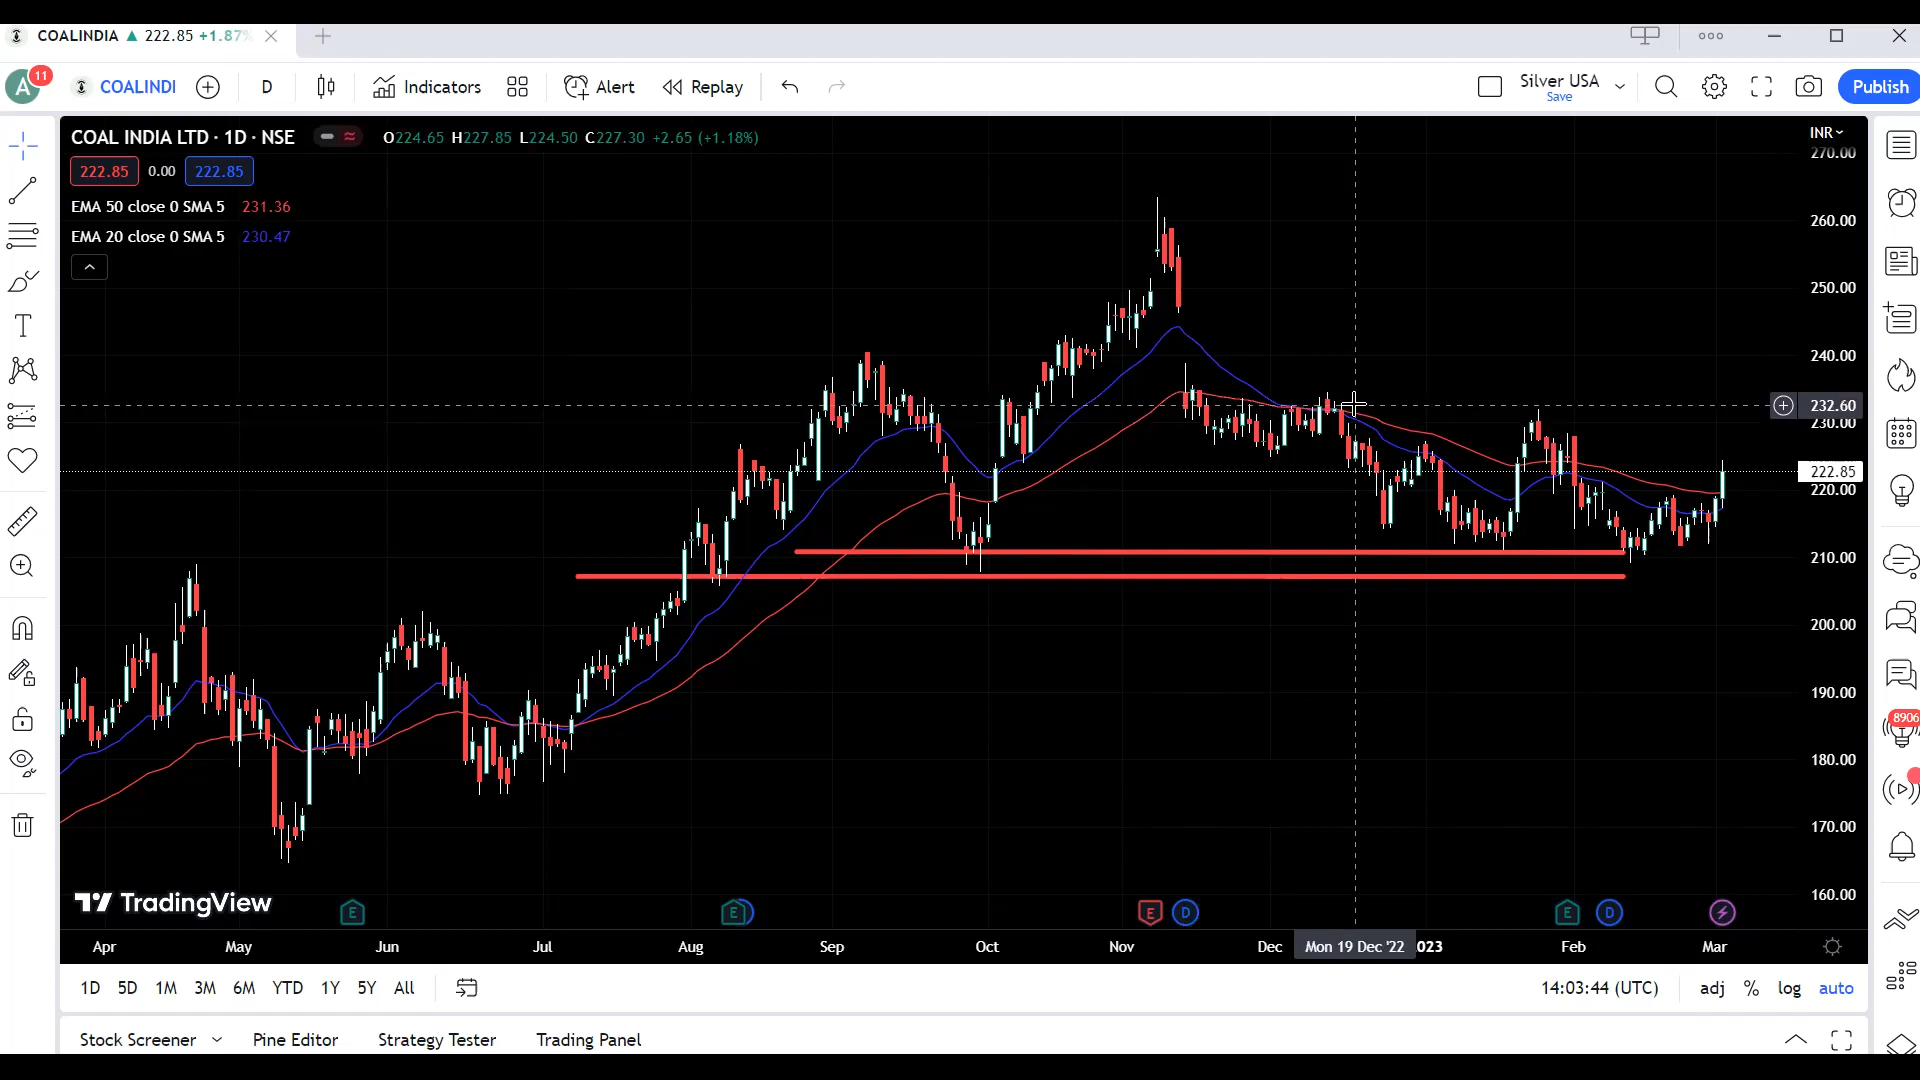 COALINDIA ▲ 222.85 +1.87%
A 11 COALINDI D Indicators Alert Replay Silver USA Save Publish
COAL INDIA LTD · 1D · NSE O224.65 H227.85 L224.50 C227.30 +2.65 (+1.18%)
INR
222.85 0.00 222.85
EMA 50 close 0 SMA 5 231.36
EMA 20 close 0 SMA 5 230.47
270.00
260.00
250.00
240.00
232.60
230.00
222.85
220.00
210.00
200.00
190.00
180.00
170.00
160.00
8906
TradingView
E E E D E D
Apr May Jun Jul Aug Sep Oct Nov Dec Mon 19 Dec '22 023 Feb Mar
1D 5D 1M 3M 6M YTD 1Y 5Y All 14:03:44 (UTC) adj % log auto
Stock Screener Pine Editor Strategy Tester Trading Panel